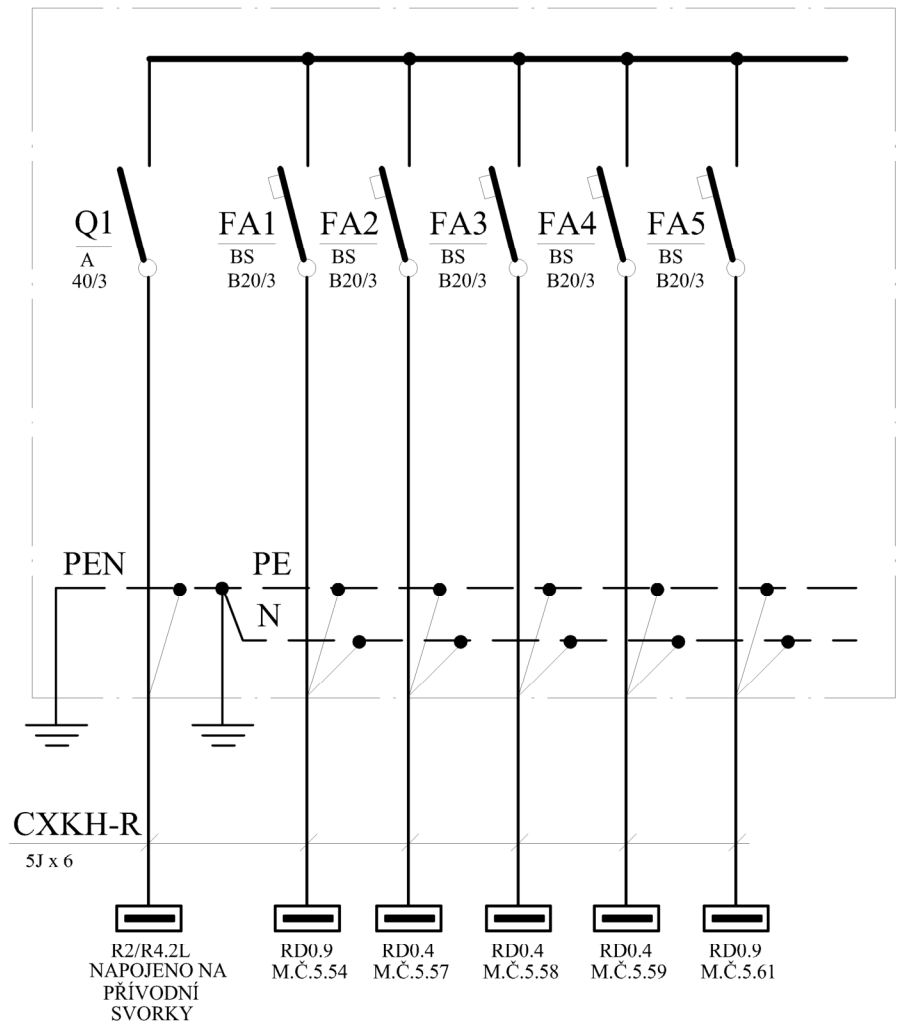 Q1
A
40/3
FA1
BS
B20/3
FA2
BS
B20/3
FA3
BS
B20/3
FA4
BS
B20/3
FA5
BS
B20/3
PEN
PE
N
CXKH-R
5J x 6
R2/R4.2L
NAPOJENO NA
PŘÍVODNÍ
SVORKY
RD0.9
M.Č.5.54
RD0.4
M.Č.5.57
RD0.4
M.Č.5.58
RD0.4
M.Č.5.59
RD0.9
M.Č.5.61